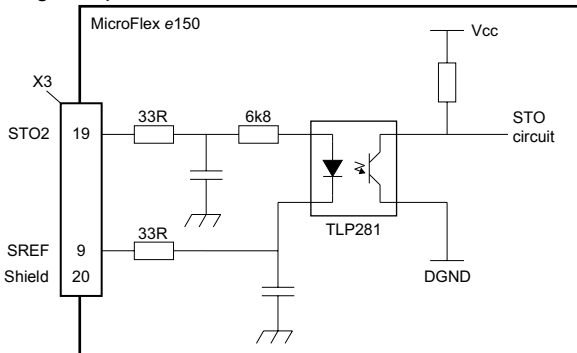 MicroFlex e150
Vcc
X3
33R
6k8
STO2
19
STO
circuit
TLP281
33R
SREF
9
Shield
20
DGND